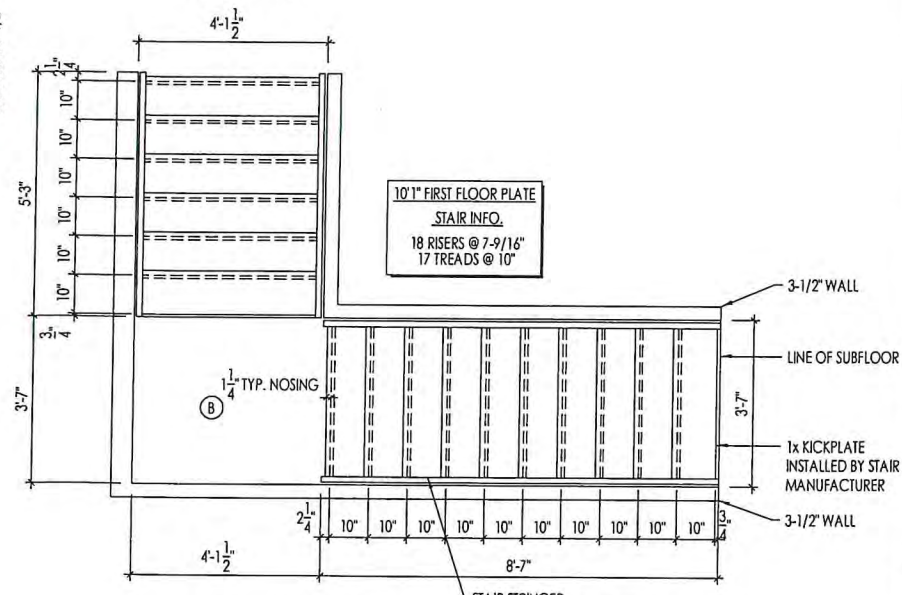 4'-1 1/2"
2 1/4"
10"
10"
10"
10"
10"
10"
3/4"
5'-3"
3'-7"
10'1" FIRST FLOOR PLATE
STAIR INFO.
18 RISERS @ 7-9/16"
17 TREADS @ 10"
3-1/2" WALL
LINE OF SUBFLOOR
3'-7"
1 1/4" TYP. NOSING
B
1x KICKPLATE
INSTALLED BY STAIR
MANUFACTURER
3-1/2" WALL
2 1/4"
10"
10"
10"
10"
10"
10"
10"
10"
10"
10"
3/4"
4'-1 1/2"
8'-7"
STAIR STRINGER